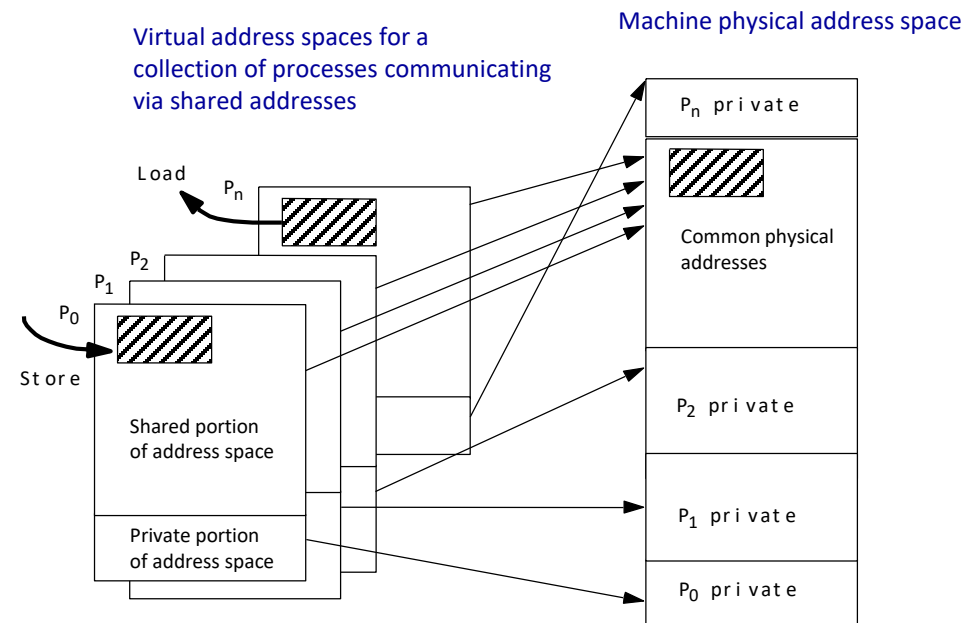 Virtual address spaces for a
collection of processes communicating
via shared addresses
Machine physical address space
Load
Pn
P2
P1
P0
Store
Shared portion
of address space
Private portion
of address space
Pn private
Common physical
addresses
P2 private
P1 private
P0 private